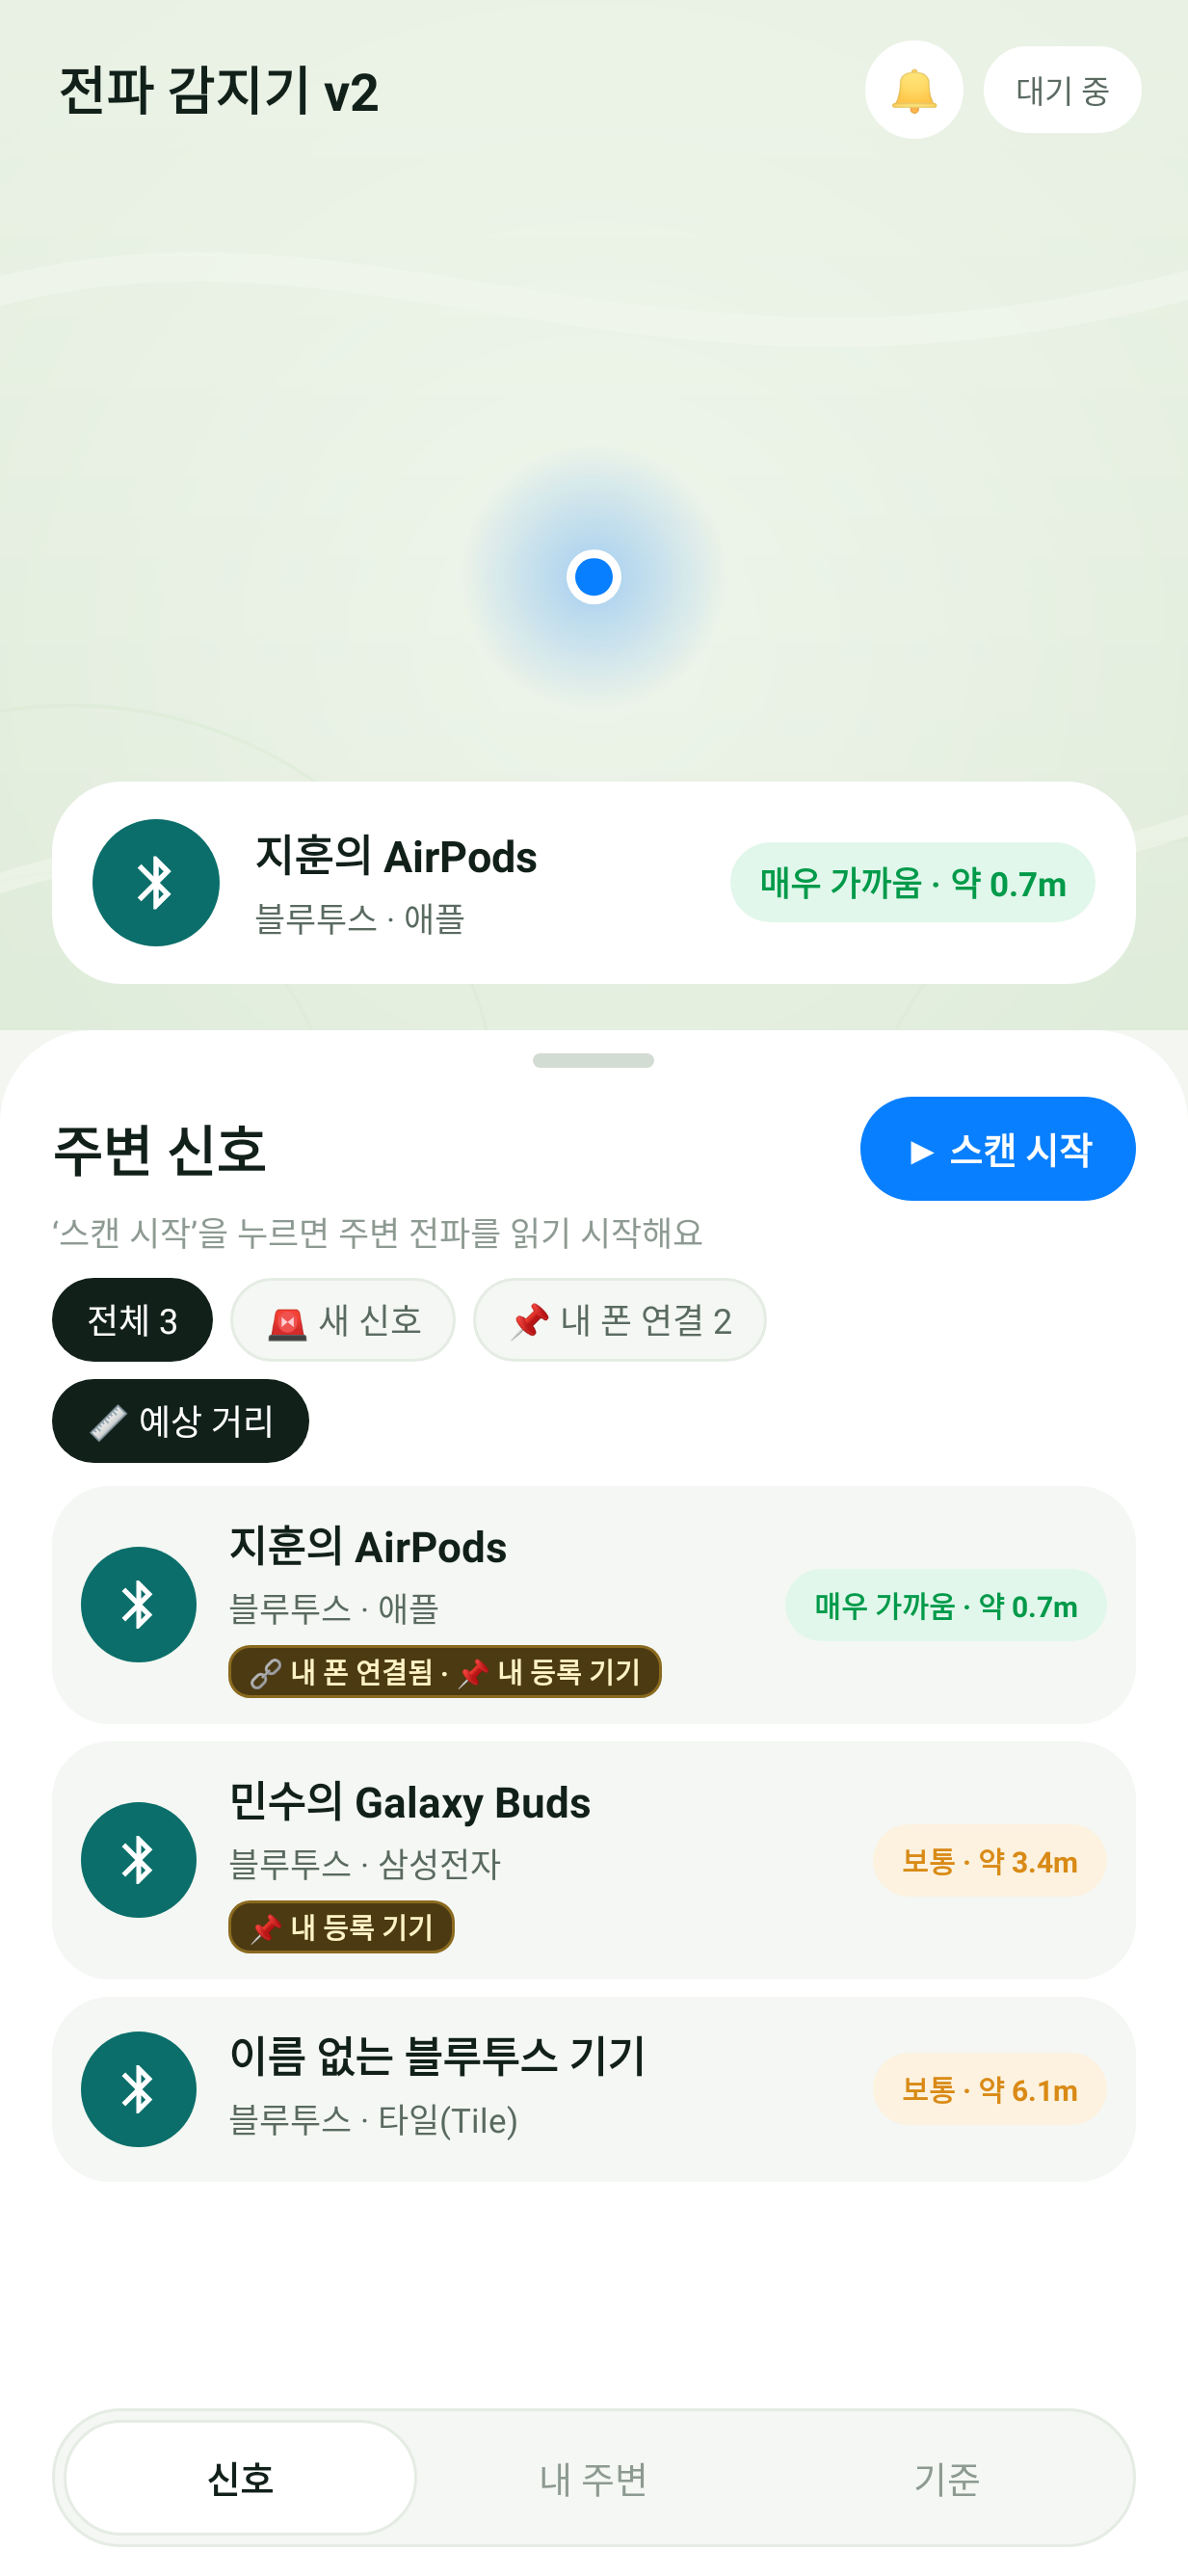 전파 감지기 v2
대기 중
지훈의 AirPods
블루투스 · 애플
매우 가까움 · 약 0.7m
주변 신호
▶ 스캔 시작
‘스캔 시작’을 누르면 주변 전파를 읽기 시작해요
전체 3
🚨 새 신호
📌 내 폰 연결 2
📏 예상 거리
지훈의 AirPods
블루투스 · 애플
🔗 내 폰 연결됨 · 📌 내 등록 기기
매우 가까움 · 약 0.7m
민수의 Galaxy Buds
블루투스 · 삼성전자
📌 내 등록 기기
보통 · 약 3.4m
이름 없는 블루투스 기기
블루투스 · 타일(Tile)
보통 · 약 6.1m
신호
내 주변
기준